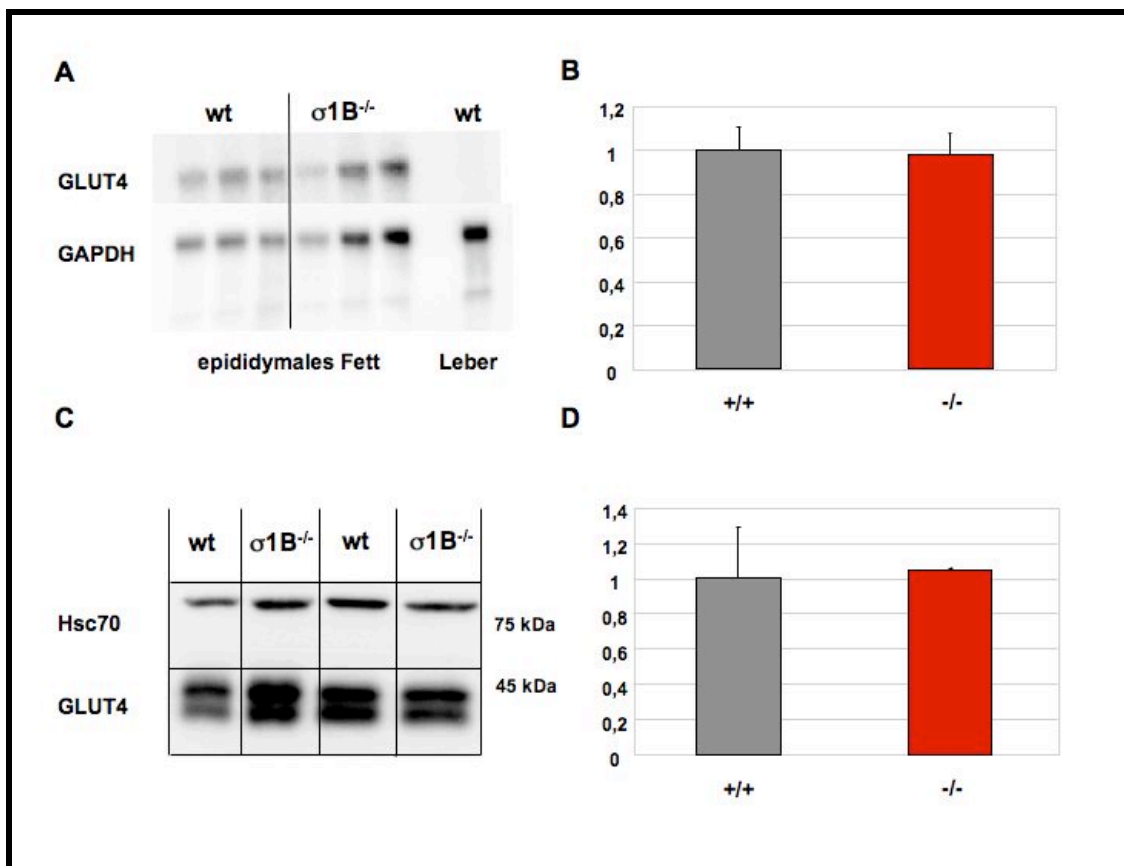 A
wt σ1B-/- wt
GLUT4
GAPDH
epididymales Fett Leber
B
1,2
1
0,8
0,6
0,4
0,2
0
+/+ -/-
C
wt σ1B-/- wt σ1B-/-
Hsc70
75 kDa
45 kDa
GLUT4
D
1,4
1,2
1
0,8
0,6
0,4
0,2
0
+/+ -/-